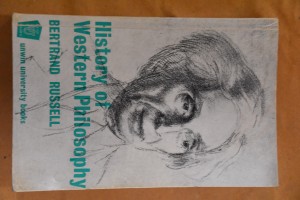 History of
Western Philosophy
BERTRAND RUSSELL
unwin university books